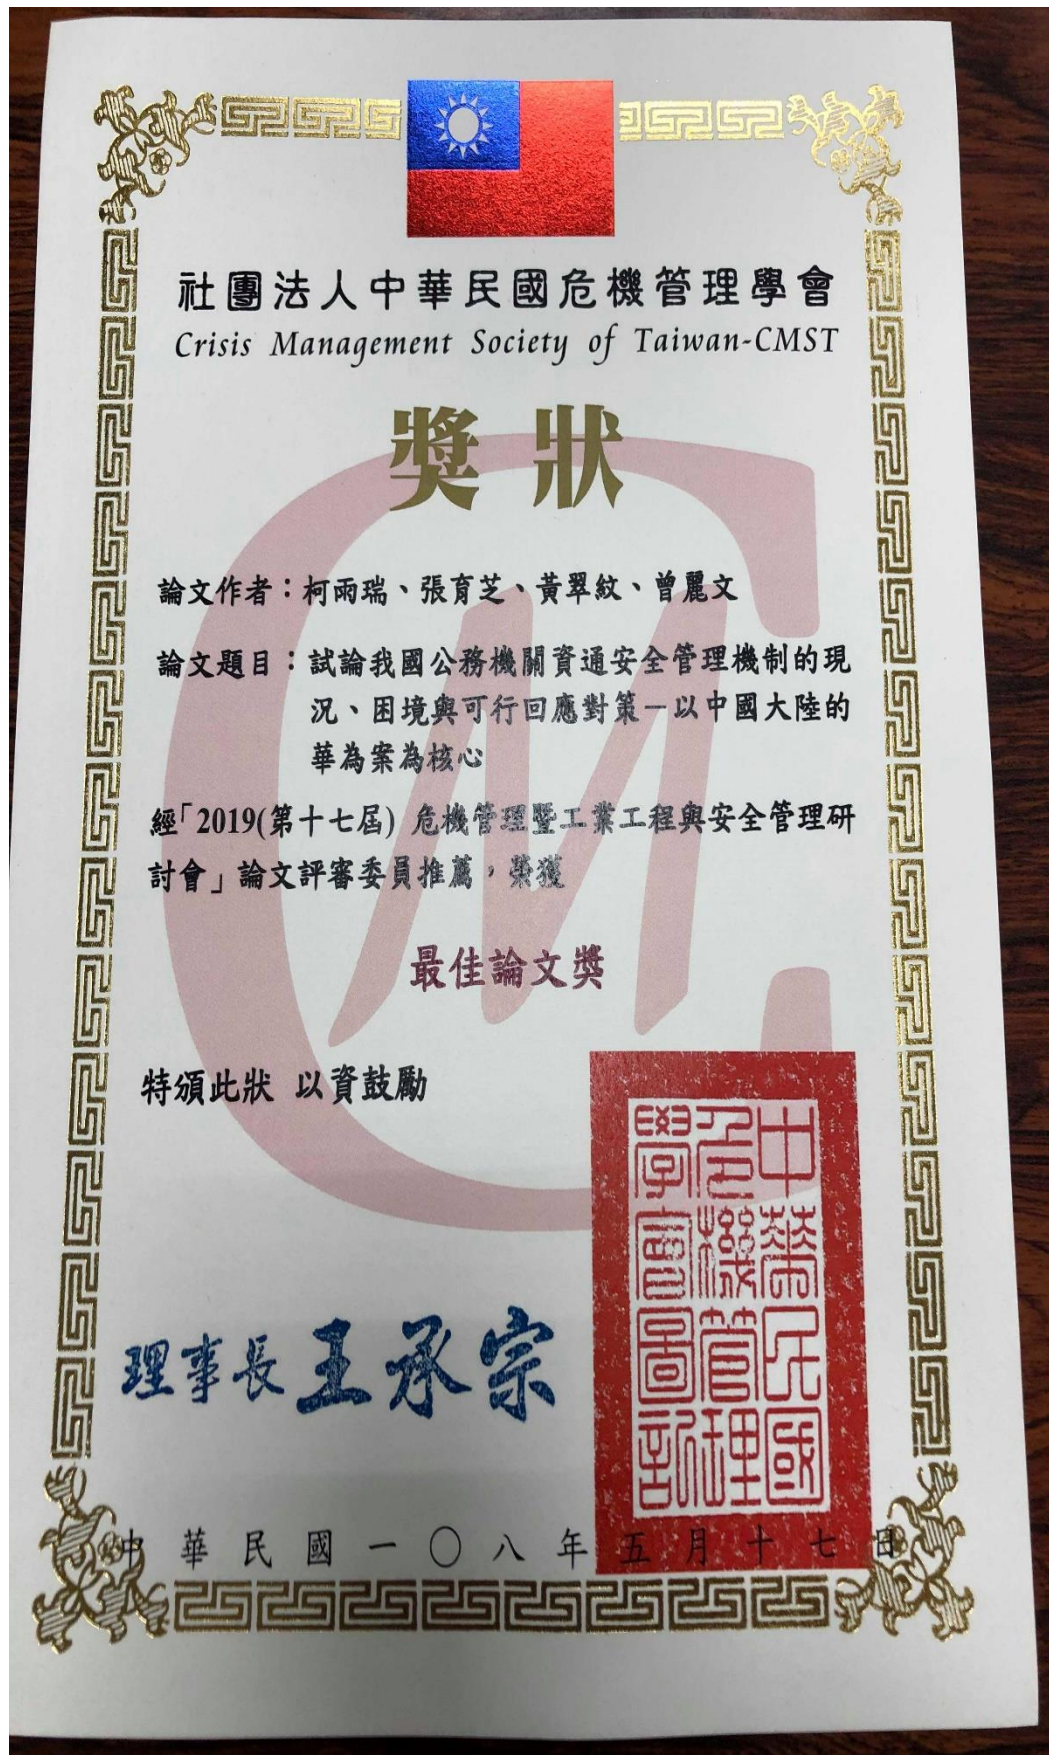 社團法人中華民國危機管理學會
Crisis Management Society of Taiwan-CMST
獎狀
論文作者：柯雨瑞、張育芝、黃翠紋、曾麗文
論文題目：試論我國公務機關資通安全管理機制的現
況、困境與可行回應對策－以中國大陸的
華為案為核心
經「2019(第十七屆) 危機管理暨工業工程與安全管理研
討會」論文評審委員推薦，榮獲
最佳論文獎
特頒此狀 以資鼓勵
中華民國
危機管理
學會圖記
理事長王承宗
中華民國一〇八年五月十七日